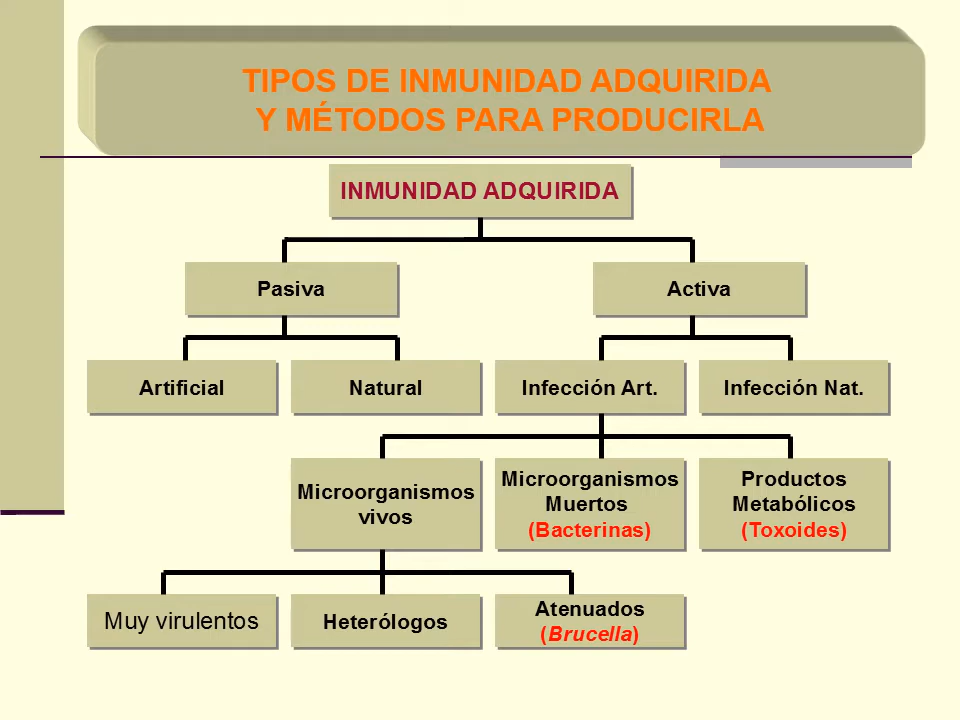 TIPOS DE INMUNIDAD ADQUIRIDA
Y MÉTODOS PARA PRODUCIRLA
INMUNIDAD ADQUIRIDA
Pasiva
Activa
Artificial
Natural
Infección Art.
Infección Nat.
Microorganismos
vivos
Microorganismos
Muertos
(Bacterinas)
Productos
Metabólicos
(Toxoides)
Muy virulentos
Heterólogos
Atenuados
(Brucella)